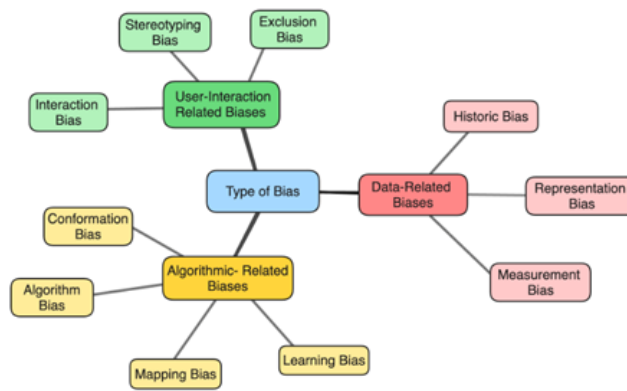 Stereotyping
Bias
Exclusion
Bias
Interaction
Bias
User-Interaction
Related Biases
Historic Bias
Type of Bias
Data-Related
Biases
Representation
Bias
Conformation
Bias
Algorithmic- Related
Biases
Measurement
Bias
Algorithm
Bias
Mapping Bias
Learning Bias